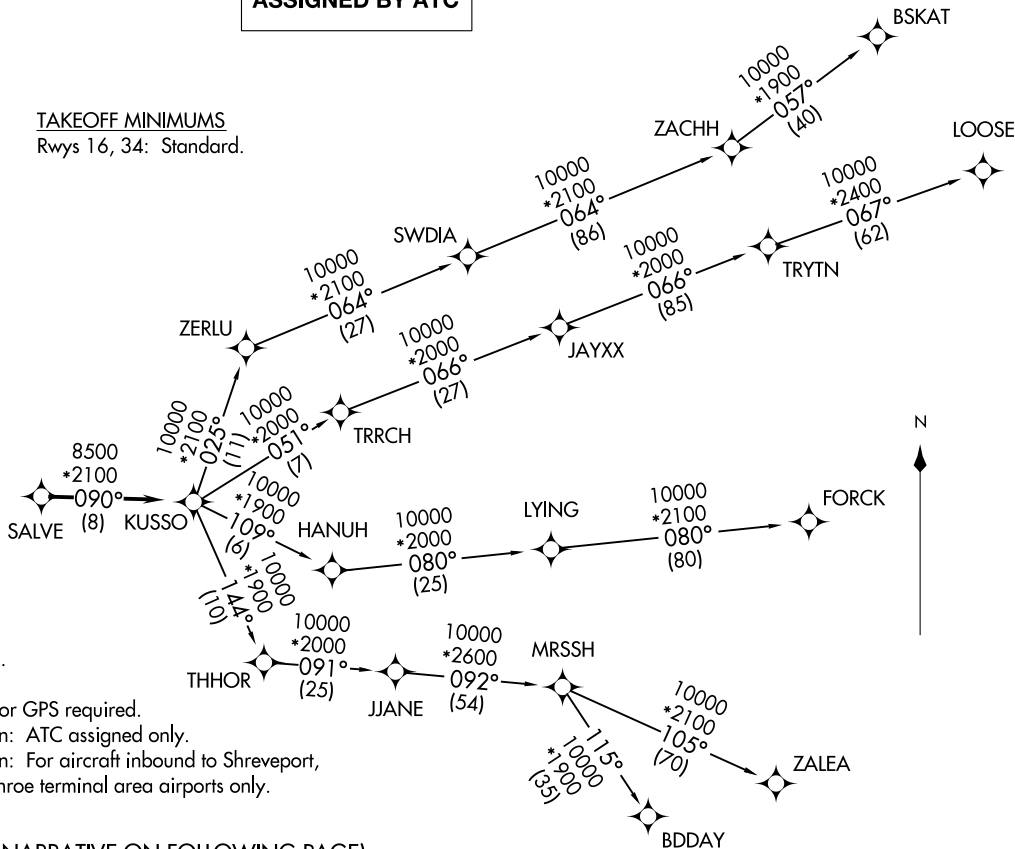 ASSIGNED BY ATC
BSKAT
10000
*1900
057°
(40)
TAKEOFF MINIMUMS
Rwys 16, 34: Standard.
ZACHH
LOOSE
10000
*2100
064°
(86)
10000
*2400
067°
(62)
SWDIA
10000
*2000
066°
(85)
TRYTN
10000
*2100
064°
(27)
ZERLU
JAYXX
10000
*2000
066°
(27)
10000
*2100
025°
(11)
10000
*2000
051°
(7)
TRRCH
N
8500
*2100
090°
(8)
SALVE
KUSSO
10000
*1900
109°
(6)
HANUH
10000
*2000
080°
(25)
LYING
10000
*2100
080°
(80)
FORCK
10000
*1900
144°
(10)
THHOR
10000
*2000
091°
(25)
JJANE
10000
*2600
092°
(54)
MRSSH
10000
*2100
105°
(70)
ZALEA
115°
10000
*1900
(35)
BDDAY
.
or GPS required.
n: ATC assigned only.
n: For aircraft inbound to Shreveport,
nroe terminal area airports only.
NARRATIVE ON FOLLOWING PAGE)